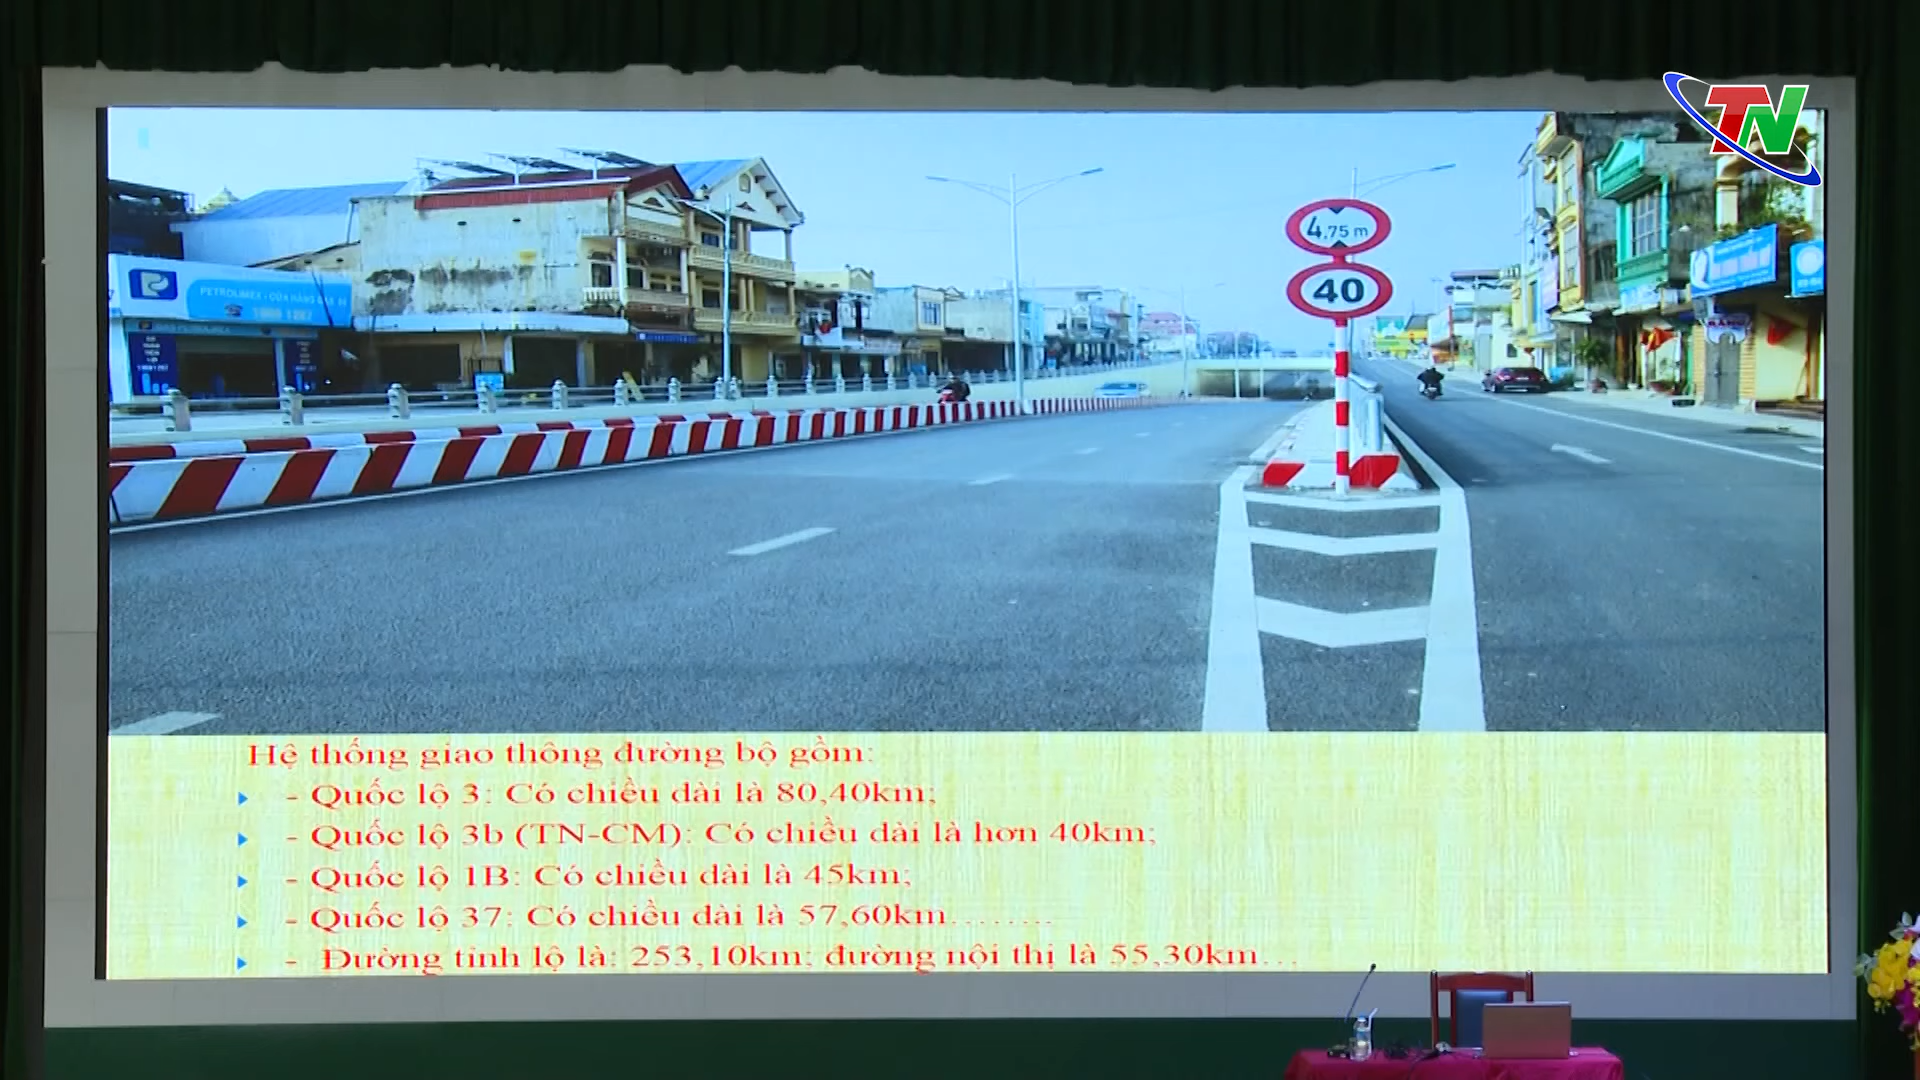 TN
4,75 m
40
PETROLIMEX - CỬA HÀNG
Hệ thống giao thông đường bộ gồm:
- Quốc lộ 3: Có chiều dài là 80,40km;
- Quốc lộ 3b (TN-CM): Có chiều dài là hơn 40km;
- Quốc lộ 1B: Có chiều dài là 45km;
- Quốc lộ 37: Có chiều dài là 57,60km........
- Đường tỉnh lộ là: 253,10km; đường nội thị là 55,30km...